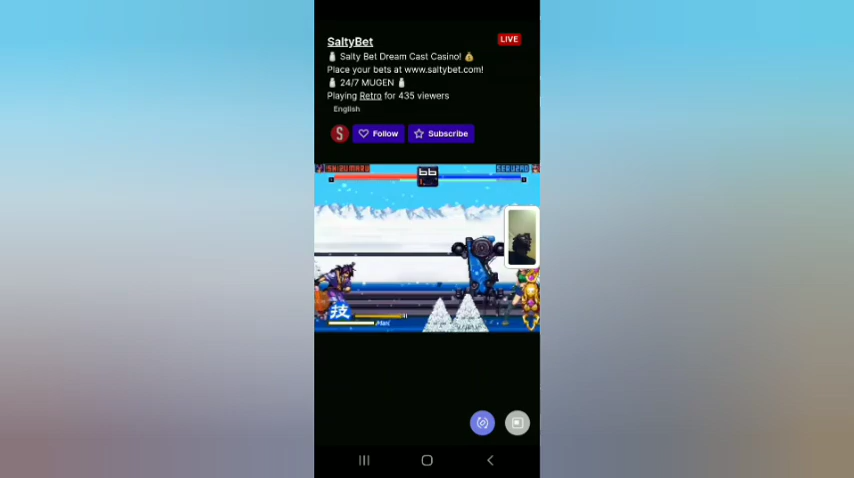 SaltyBet
LIVE
Salty Bet Dream Cast Casino!
Place your bets at www.saltybet.com!
24/7 MUGEN
Playing Retro for 435 viewers
English
S
Follow
Subscribe
技